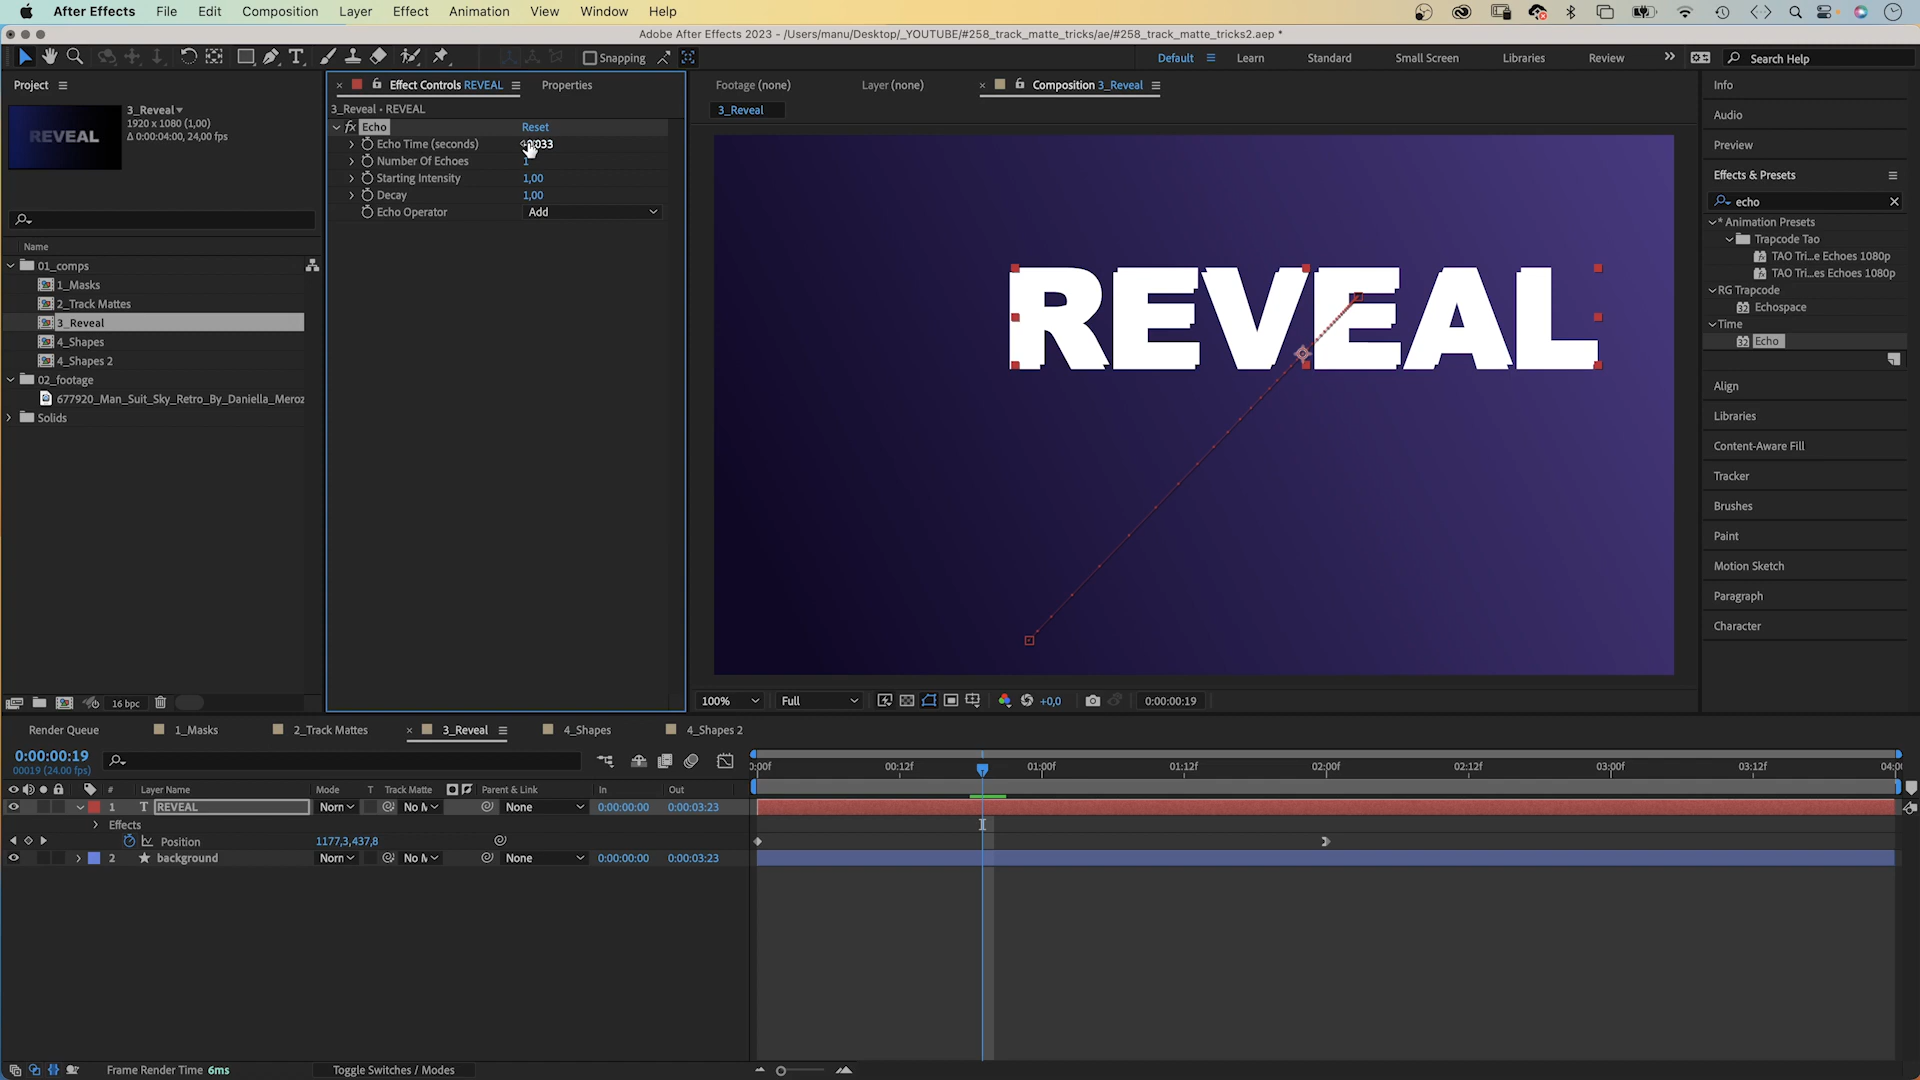 After Effects File Edit Composition Layer Effect Animation View Window Help
Adobe After Effects 2023 - /Users/manu/Desktop/_YOUTUBE/#258_track_matte_tricks/ae/#258_track_matte_tricks2.aep *
Snapping Default Learn Standard Small Screen Libraries Review Search Help
Project Effect Controls REVEAL Properties Footage (none) Layer (none) Composition 3_Reveal Info
3_Reveal
1920 x 1080 (1,00)
Δ 0:00:04:00, 24,00 fps
REVEAL
3_Reveal • REVEAL
fx Echo Reset
Echo Time (seconds)
Number Of Echoes 1
Starting Intensity 1,00
Decay 1,00
Echo Operator Add
3_Reveal
REVEAL
Audio
Preview
Effects & Presets
echo
* Animation Presets
Trapcode Tao
TAO Tri...e Echoes 1080p
TAO Tri...es Echoes 1080p
RG Trapcode
Echospace
Time
Echo
Align
Libraries
Content-Aware Fill
Tracker
Brushes
Paint
Motion Sketch
Paragraph
Character
Name
01_comps
1_Masks
2_Track Mattes
3_Reveal
4_Shapes
4_Shapes 2
02_footage
677920_Man_Suit_Sky_Retro_By_Daniella_Meroz
Solids
16 bpc
100% Full +0,0 0:00:00:19
Render Queue 1_Masks 2_Track Mattes 3_Reveal 4_Shapes 4_Shapes 2
0:00:00:19
00019 (24.00 fps)
0:00f 00:12f 01:00f 01:12f 02:00f 02:12f 03:00f 03:12f 04:0
# Layer Name Mode T Track Matte Parent & Link In Out
1 T REVEAL Norn No M None 0:00:00:00 0:00:03:23
Effects
Position 1177,3,437,8
2 background Norn No M None 0:00:00:00 0:00:03:23
Frame Render Time 6ms Toggle Switches / Modes